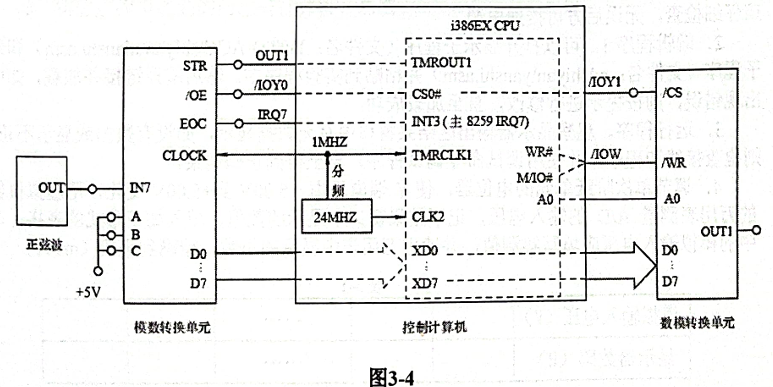 i386EX CPU
STR
OUT1
TMROUT1
/OE
/IOY0
CS0#
/IOY1
/CS
EOC
IRQ7
INT3 (主 8259 IRQ7)
CLOCK
1MHZ
TMRCLK1
WR#
/IOW
/WR
分
频
M/IO#
OUT
IN7
A0
A0
24MHZ
CLK2
A
B
C
OUT1
正弦波
D0
XD0
D0
+5V
D7
XD7
D7
模数转换单元
控制计算机
数模转换单元
图3-4